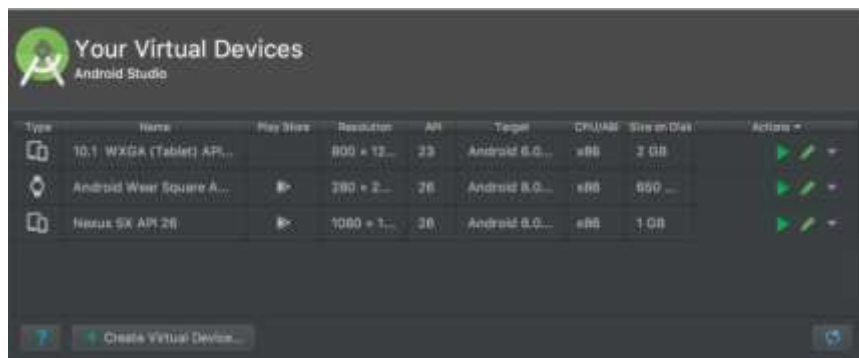 Your Virtual Devices
Android Studio
Type Name Play Store Resolution API Target CPU/ABI Size on Disk Actions
10.1 WXGA (Tablet) API... 800 × 12... 23 Android 6.0... x86 2 GB
Android Wear Square A... 280 × 2... 26 Android 8.0... x86 650 ...
Nexus 5X API 26 1080 × 1... 26 Android 8.0... x86 1 GB
? + Create Virtual Device...